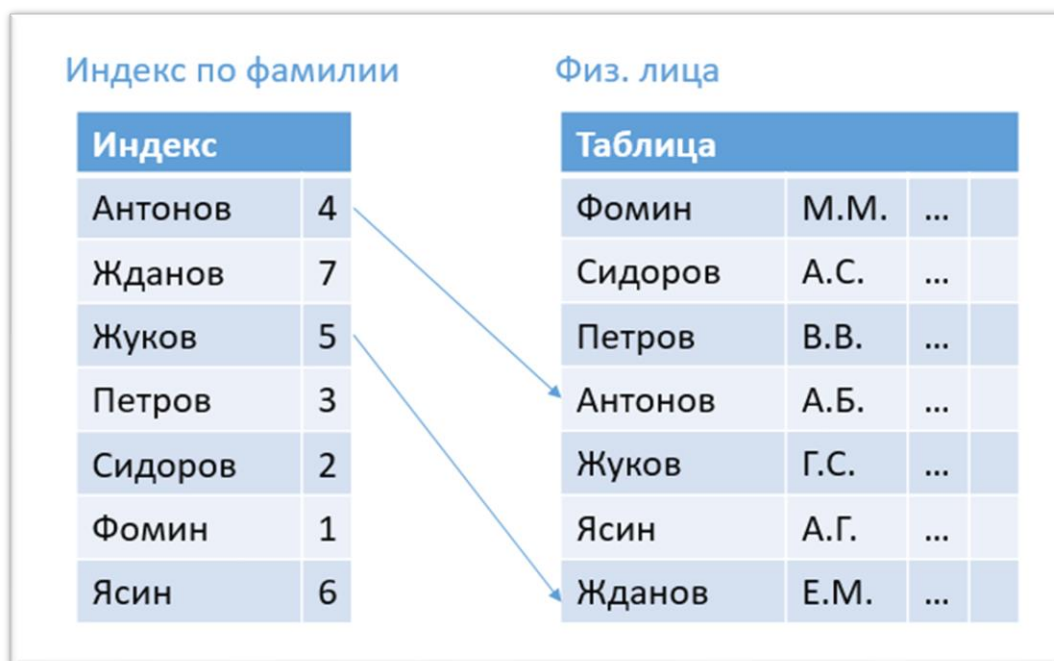 Индекс по фамилии
Физ. лица
Индекс
Антонов 4
Жданов 7
Жуков 5
Петров 3
Сидоров 2
Фомин 1
Ясин 6
Таблица
Фомин М.М. ...
Сидоров А.С. ...
Петров В.В. ...
Антонов А.Б. ...
Жуков Г.С. ...
Ясин А.Г. ...
Жданов Е.М. ...